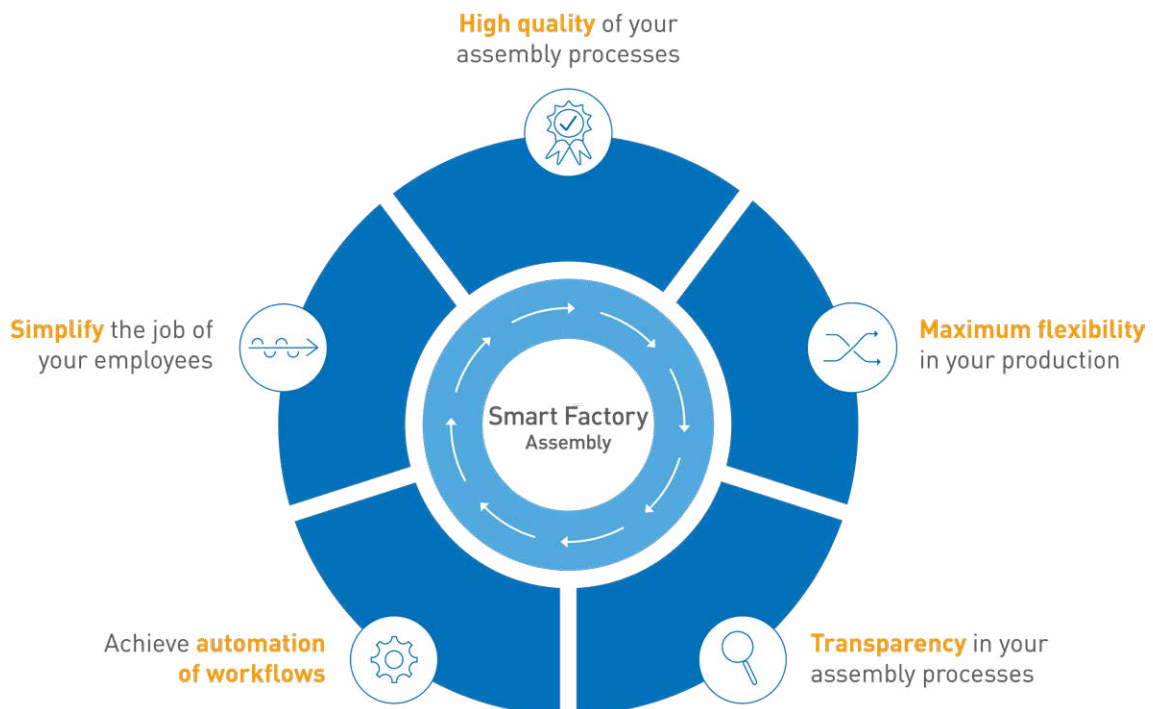 High quality of your
assembly processes
Simplify the job of
your employees
Maximum flexibility
in your production
Smart Factory
Assembly
Achieve automation
of workflows
Transparency in your
assembly processes